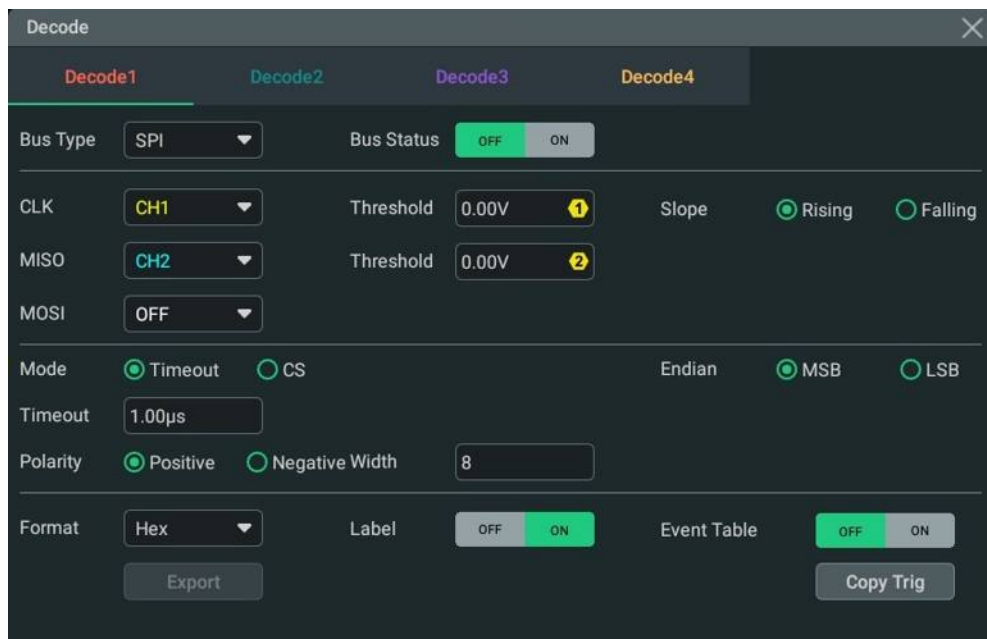 Decode
Decode1 Decode2 Decode3 Decode4
Bus Type SPI Bus Status OFF ON
CLK CH1 Threshold 0.00V 1 Slope Rising Falling
MISO CH2 Threshold 0.00V 2
MOSI OFF
Mode Timeout CS Endian MSB LSB
Timeout 1.00µs
Polarity Positive Negative Width 8
Format Hex Label OFF ON Event Table OFF ON
Export Copy Trig